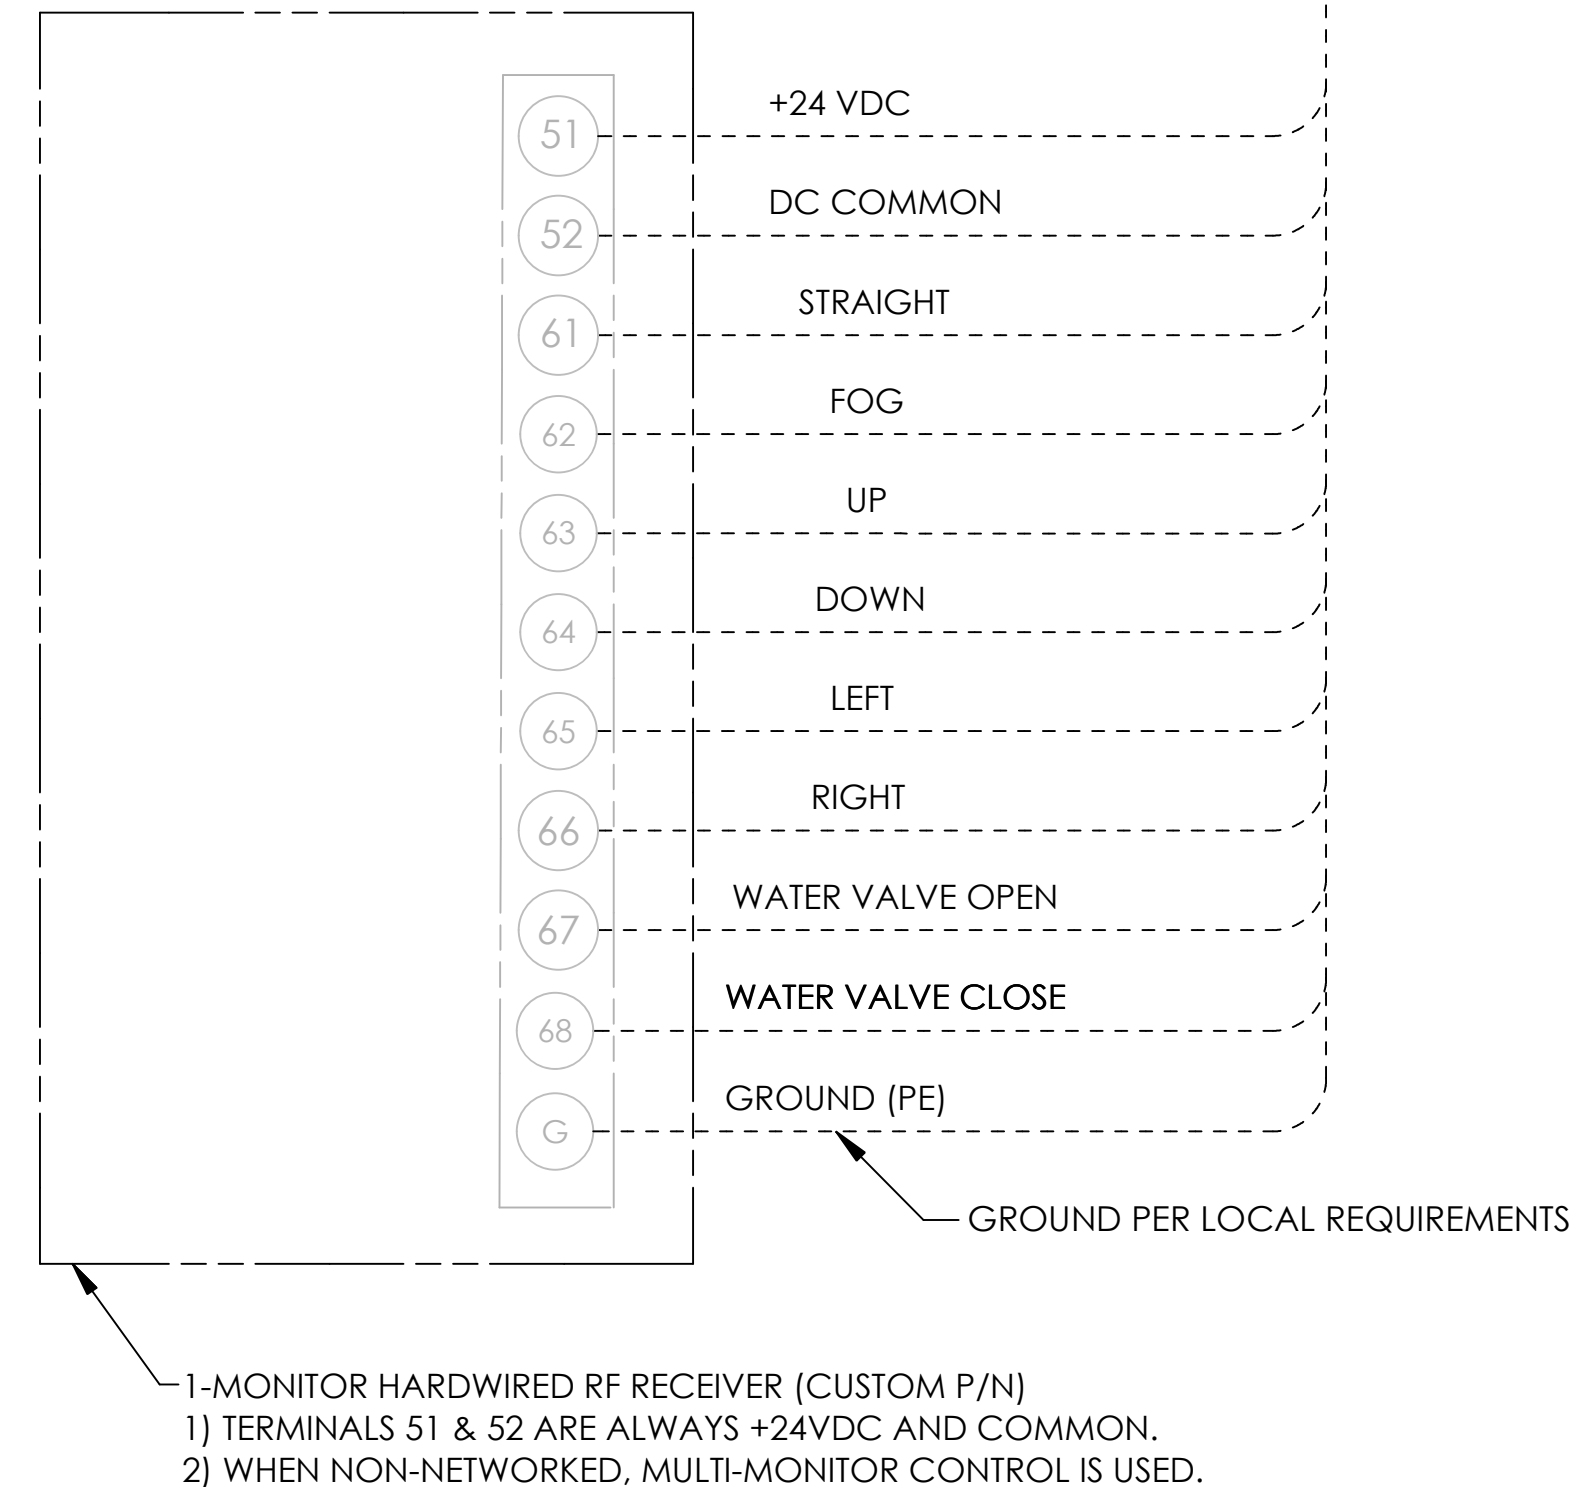 +24 VDC
51
DC COMMON
52
STRAIGHT
61
FOG
62
UP
63
DOWN
64
LEFT
65
RIGHT
66
WATER VALVE OPEN
67
WATER VALVE CLOSE
68
GROUND (PE)
G
GROUND PER LOCAL REQUIREMENTS
1-MONITOR HARDWIRED RF RECEIVER (CUSTOM P/N)
1) TERMINALS 51 & 52 ARE ALWAYS +24VDC AND COMMON.
2) WHEN NON-NETWORKED, MULTI-MONITOR CONTROL IS USED.